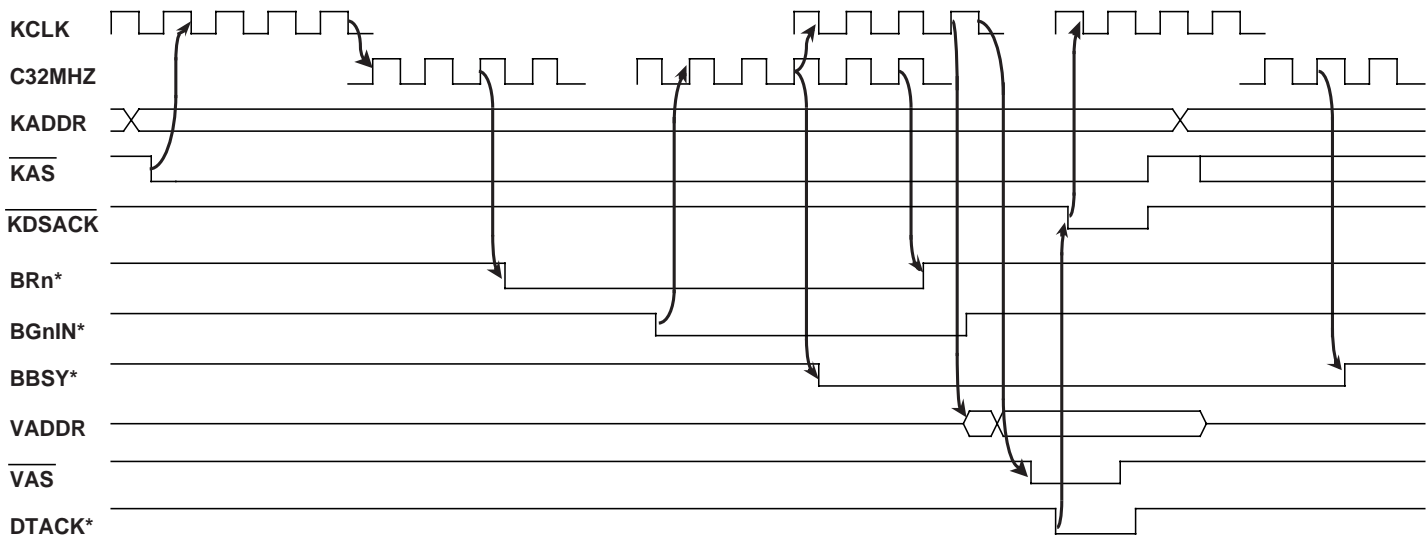 KCLK
C32MHZ
KADDR
KAS
KDSACK
BRn*
BGnIN*
BBSY*
VADDR
VAS
DTACK*